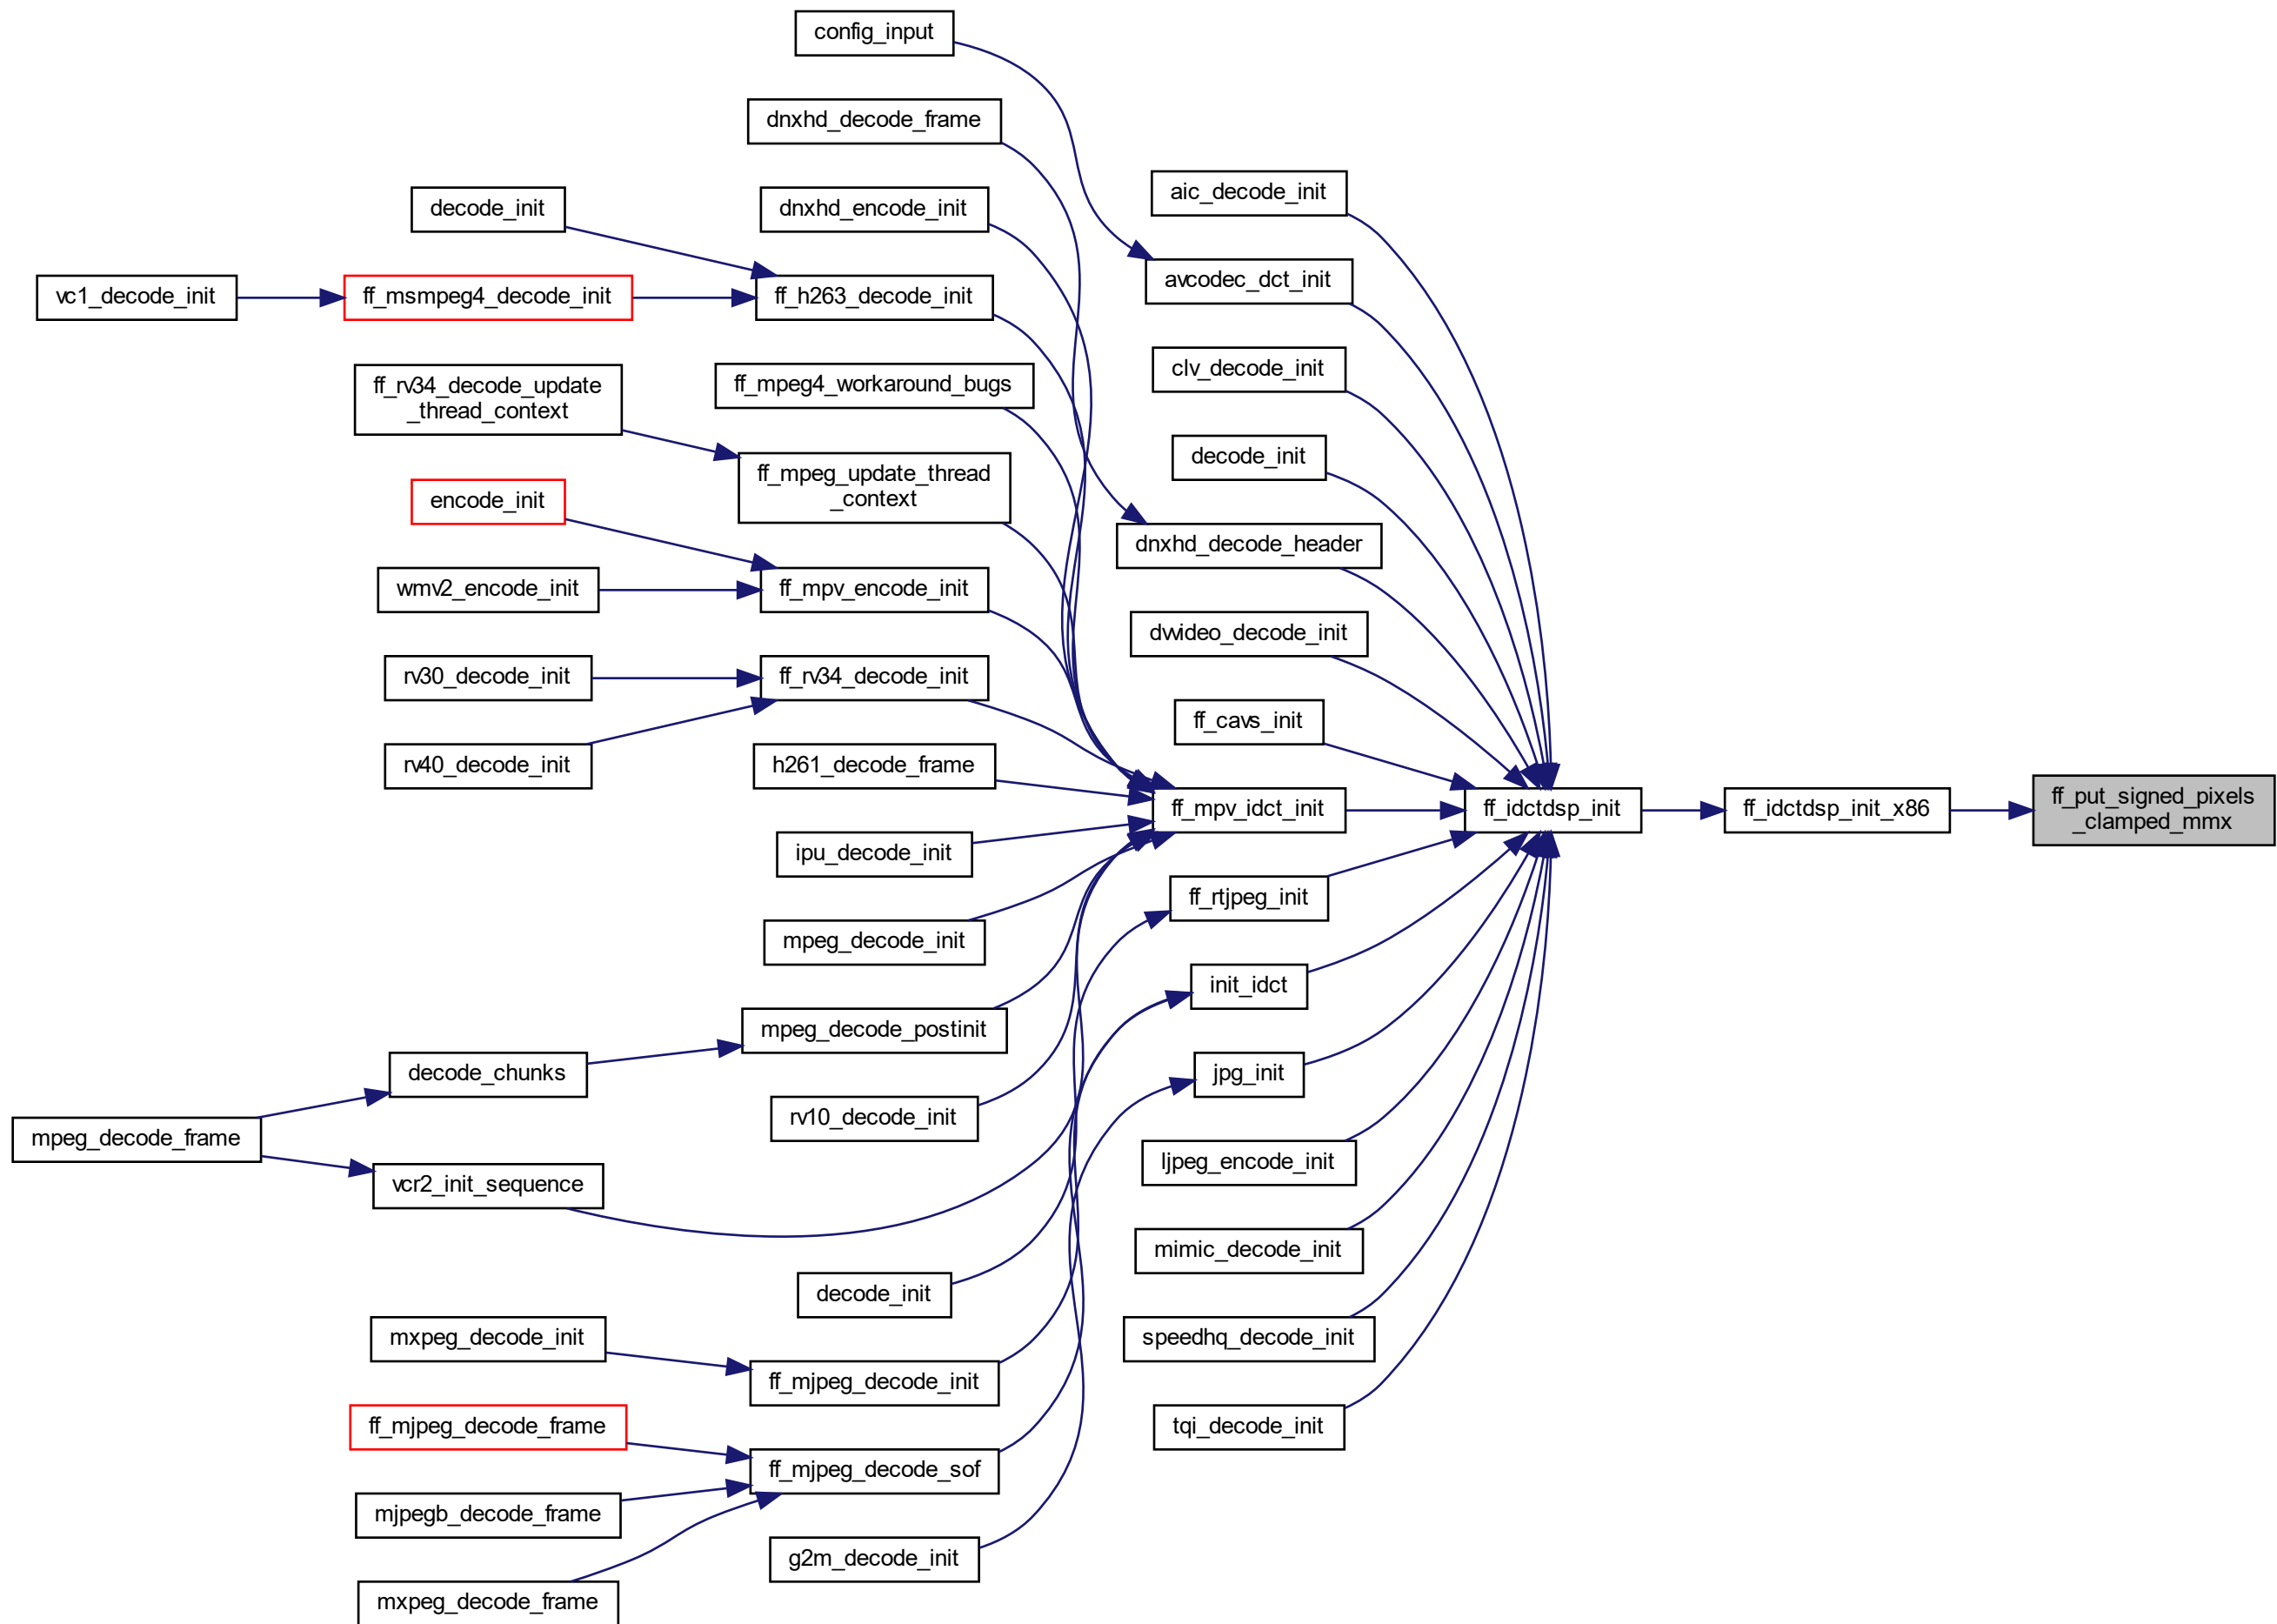 config_input
dnxhd_decode_frame
aic_decode_init
decode_init
dnxhd_encode_init
avcodec_dct_init
vc1_decode_init
ff_msmpeg4_decode_init
ff_h263_decode_init
clv_decode_init
ff_rv34_decode_update
_thread_context
ff_mpeg4_workaround_bugs
decode_init
ff_mpeg_update_thread
_context
encode_init
dnxhd_decode_header
wmv2_encode_init
ff_mpv_encode_init
dwideo_decode_init
rv30_decode_init
ff_rv34_decode_init
ff_cavs_init
rv40_decode_init
h261_decode_frame
ff_mpv_idct_init
ff_idctdsp_init
ff_idctdsp_init_x86
ff_put_signed_pixels
_clamped_mmx
ipu_decode_init
ff_rtjpeg_init
mpeg_decode_init
init_idct
mpeg_decode_postinit
decode_chunks
jpg_init
rv10_decode_init
mpeg_decode_frame
ljpeg_encode_init
vcr2_init_sequence
mimic_decode_init
decode_init
mxpeg_decode_init
speedhq_decode_init
ff_mjpeg_decode_init
ff_mjpeg_decode_frame
tqi_decode_init
ff_mjpeg_decode_sof
mjpegb_decode_frame
g2m_decode_init
mxpeg_decode_frame